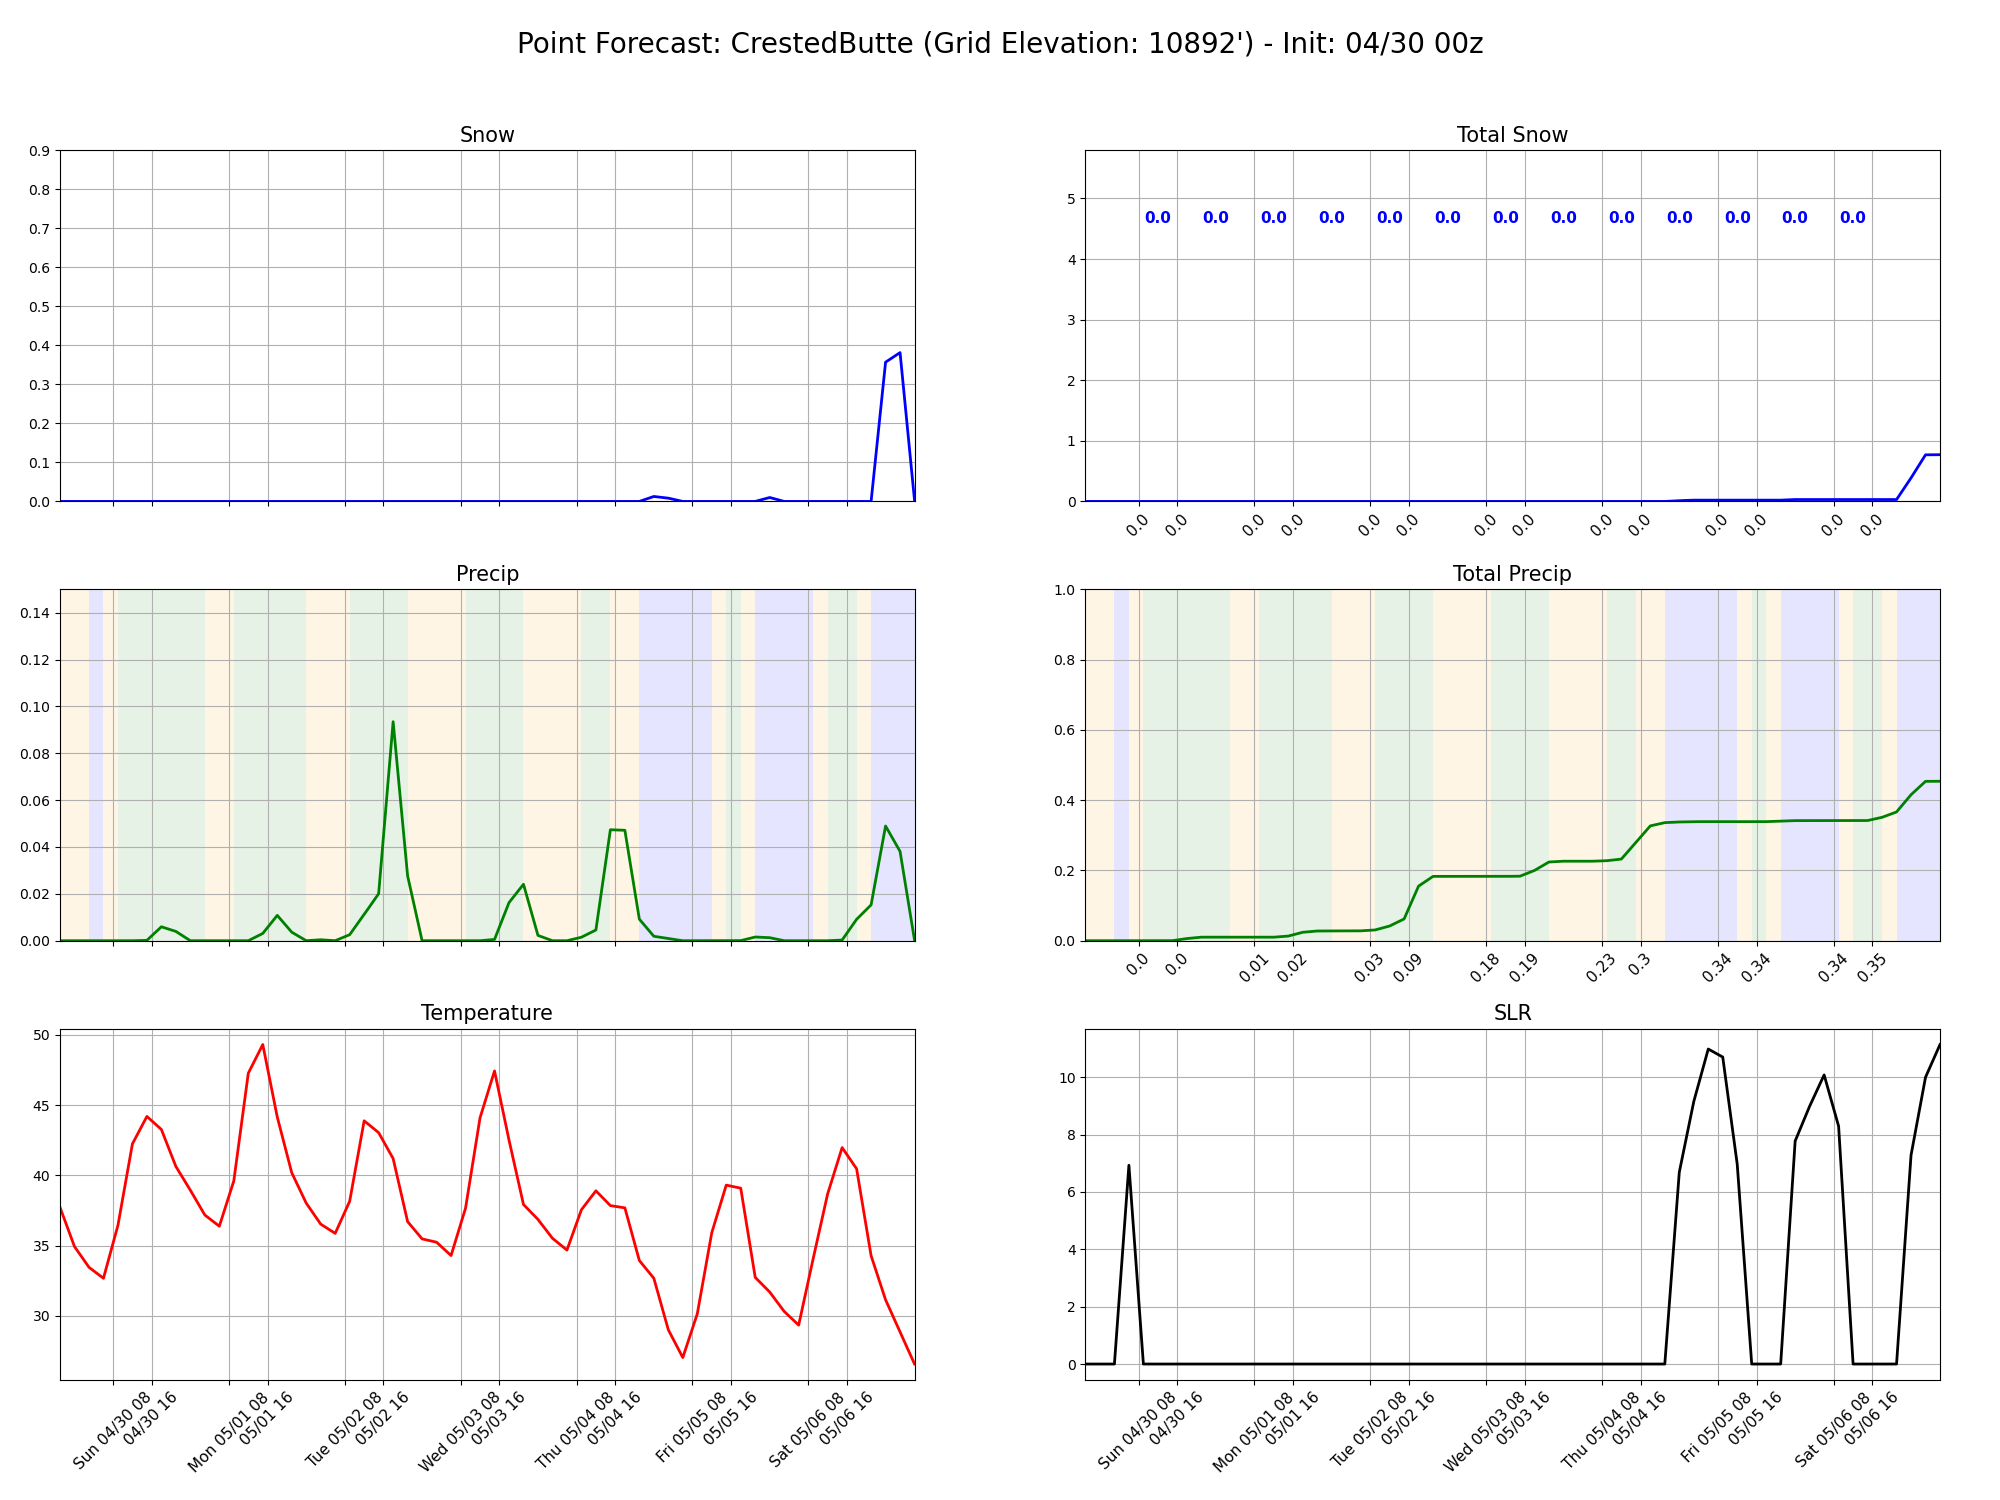 Point Forecast: CrestedButte (Grid Elevation: 10892') - Init: 04/30 00z
Snow
0.9
0.8
0.7
0.6
0.5
0.4
0.3
0.2
0.1
0.0
Total Snow
5
4
3
2
1
0
0.0 0.0 0.0 0.0 0.0 0.0 0.0 0.0 0.0 0.0 0.0 0.0 0.0
0.0 0.0 0.0 0.0 0.0 0.0 0.0 0.0 0.0 0.0 0.0 0.0 0.0 0.0
Precip
0.14
0.12
0.10
0.08
0.06
0.04
0.02
0.00
Total Precip
1.0
0.8
0.6
0.4
0.2
0.0
0.0 0.0 0.01 0.02 0.03 0.09 0.18 0.19 0.23 0.3 0.34 0.34 0.34 0.35
Temperature
50
45
40
35
30
Sun 04/30 08
04/30 16
Mon 05/01 08
05/01 16
Tue 05/02 08
05/02 16
Wed 05/03 08
05/03 16
Thu 05/04 08
05/04 16
Fri 05/05 08
05/05 16
Sat 05/06 08
05/06 16
SLR
10
8
6
4
2
0
Sun 04/30 08
04/30 16
Mon 05/01 08
05/01 16
Tue 05/02 08
05/02 16
Wed 05/03 08
05/03 16
Thu 05/04 08
05/04 16
Fri 05/05 08
05/05 16
Sat 05/06 08
05/06 16